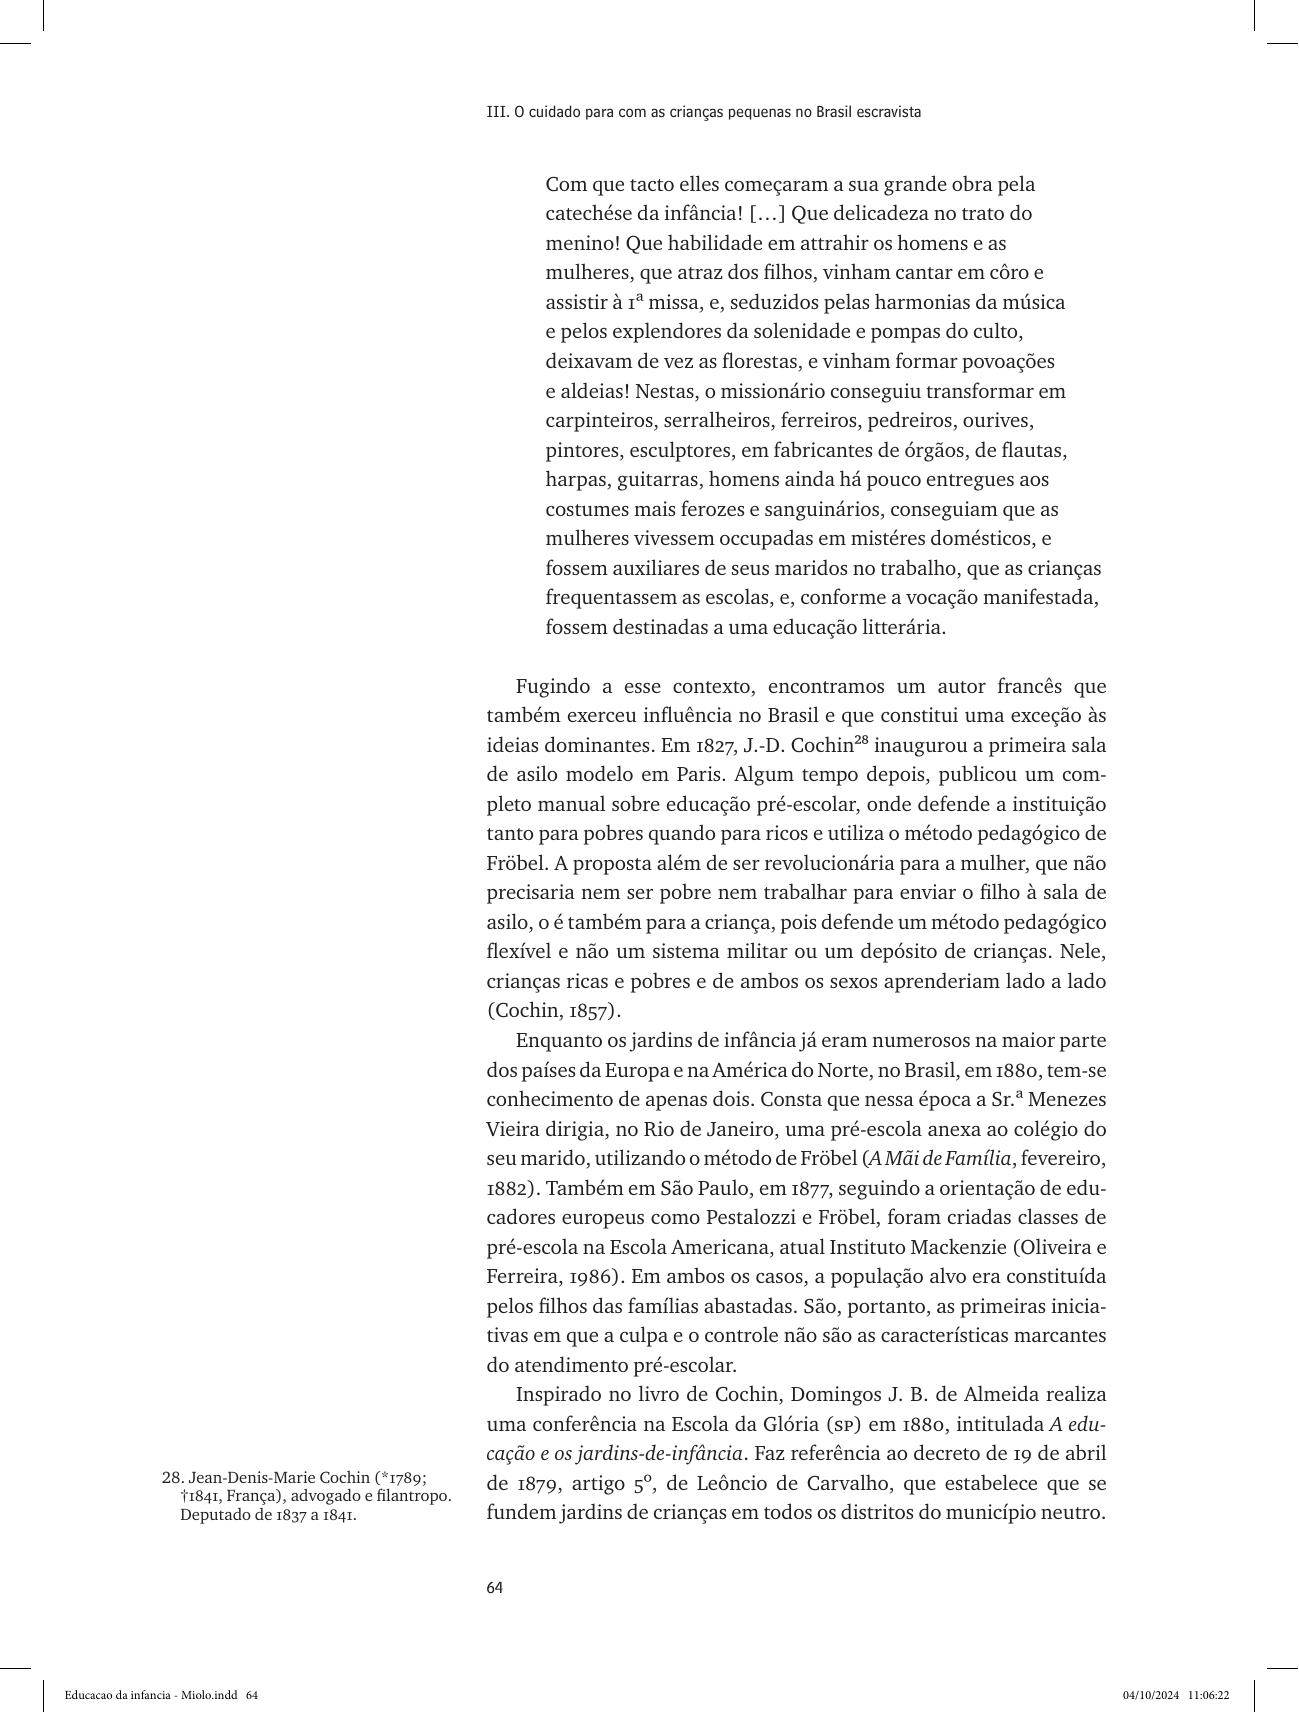 III. O cuidado para com as crianças pequenas no Brasil escravista
Com que tacto elles começaram a sua grande obra pela
catechése da infância! […] Que delicadeza no trato do
menino! Que habilidade em attrahir os homens e as
mulheres, que atraz dos filhos, vinham cantar em côro e
assistir à 1ª missa, e, seduzidos pelas harmonias da música
e pelos explendores da solenidade e pompas do culto,
deixavam de vez as florestas, e vinham formar povoações
e aldeias! Nestas, o missionário conseguiu transformar em
carpinteiros, serralheiros, ferreiros, pedreiros, ourives,
pintores, esculptores, em fabricantes de órgãos, de flautas,
harpas, guitarras, homens ainda há pouco entregues aos
costumes mais ferozes e sanguinários, conseguiam que as
mulheres vivessem occupadas em mistéres domésticos, e
fossem auxiliares de seus maridos no trabalho, que as crianças
frequentassem as escolas, e, conforme a vocação manifestada,
fossem destinadas a uma educação litterária.
Fugindo a esse contexto, encontramos um autor francês que
também exerceu influência no Brasil e que constitui uma exceção às
ideias dominantes. Em 1827, J.-D. Cochin²⁸ inaugurou a primeira sala
de asilo modelo em Paris. Algum tempo depois, publicou um com-
pleto manual sobre educação pré-escolar, onde defende a instituição
tanto para pobres quando para ricos e utiliza o método pedagógico de
Fröbel. A proposta além de ser revolucionária para a mulher, que não
precisaria nem ser pobre nem trabalhar para enviar o filho à sala de
asilo, o é também para a criança, pois defende um método pedagógico
flexível e não um sistema militar ou um depósito de crianças. Nele,
crianças ricas e pobres e de ambos os sexos aprenderiam lado a lado
(Cochin, 1857).
Enquanto os jardins de infância já eram numerosos na maior parte
dos países da Europa e na América do Norte, no Brasil, em 1880, tem-se
conhecimento de apenas dois. Consta que nessa época a Sr.ª Menezes
Vieira dirigia, no Rio de Janeiro, uma pré-escola anexa ao colégio do
seu marido, utilizando o método de Fröbel (A Mãi de Família, fevereiro,
1882). Também em São Paulo, em 1877, seguindo a orientação de edu-
cadores europeus como Pestalozzi e Fröbel, foram criadas classes de
pré-escola na Escola Americana, atual Instituto Mackenzie (Oliveira e
Ferreira, 1986). Em ambos os casos, a população alvo era constituída
pelos filhos das famílias abastadas. São, portanto, as primeiras inicia-
tivas em que a culpa e o controle não são as características marcantes
do atendimento pré-escolar.
Inspirado no livro de Cochin, Domingos J. B. de Almeida realiza
uma conferência na Escola da Glória (SP) em 1880, intitulada A edu-
cação e os jardins-de-infância. Faz referência ao decreto de 19 de abril
de 1879, artigo 5º, de Leôncio de Carvalho, que estabelece que se
fundem jardins de crianças em todos os distritos do município neutro.
28. Jean-Denis-Marie Cochin (*1789;
†1841, França), advogado e filantropo.
Deputado de 1837 a 1841.
64
Educacao da infancia - Miolo.indd 64
04/10/2024 11:06:22